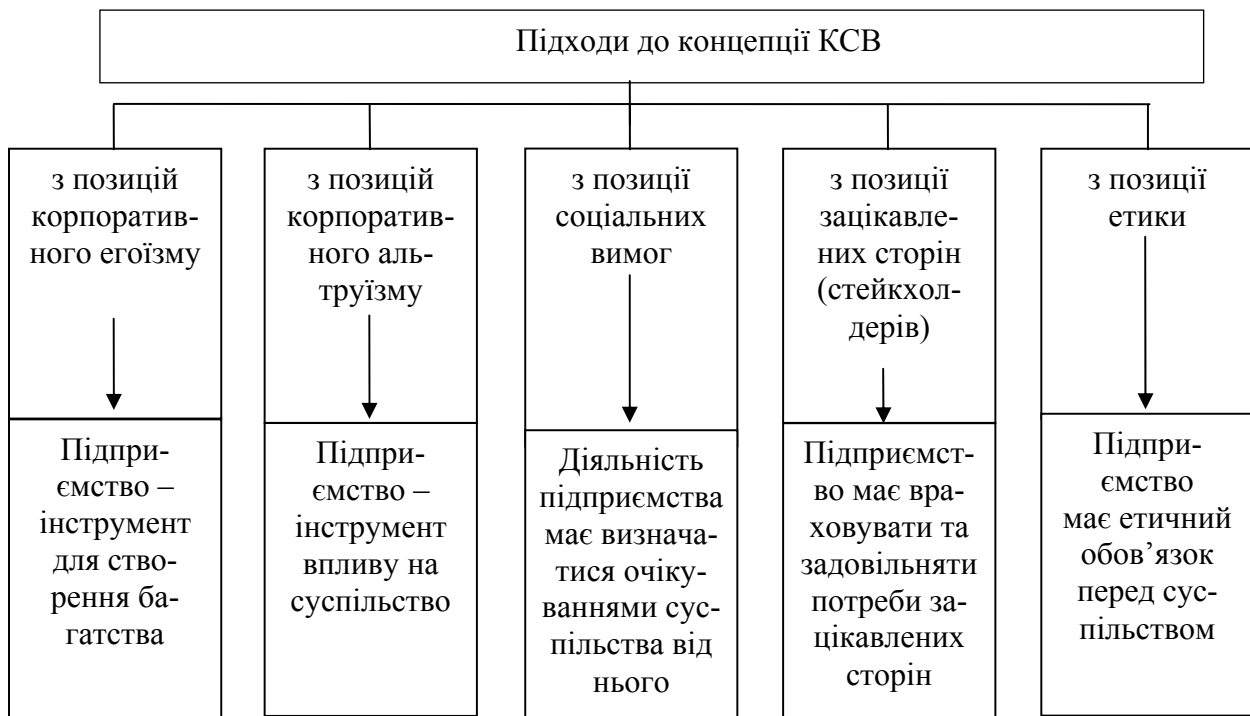 Підходи до концепції КСВ
з позицій
корпоратив-
ного егоїзму
Підпри-
ємство –
інструмент
для ство-
рення ба-
гатства
з позицій
корпоратив-
ного аль-
труїзму
Підпри-
ємство –
інструмент
впливу на
суспільство
з позиції
соціальних
вимог
Діяльність
підприємства
має визнача-
тися очіку-
ваннями сус-
пільства від
нього
з позиції
зацікавле-
них сторін
(стейкхол-
дерів)
Підприємст-
во має вра-
ховувати та
задовільняти
потреби за-
цікавлених
сторін
з позиції
етики
Підпри-
ємство
має етичний
обов’язок
перед сус-
пільством